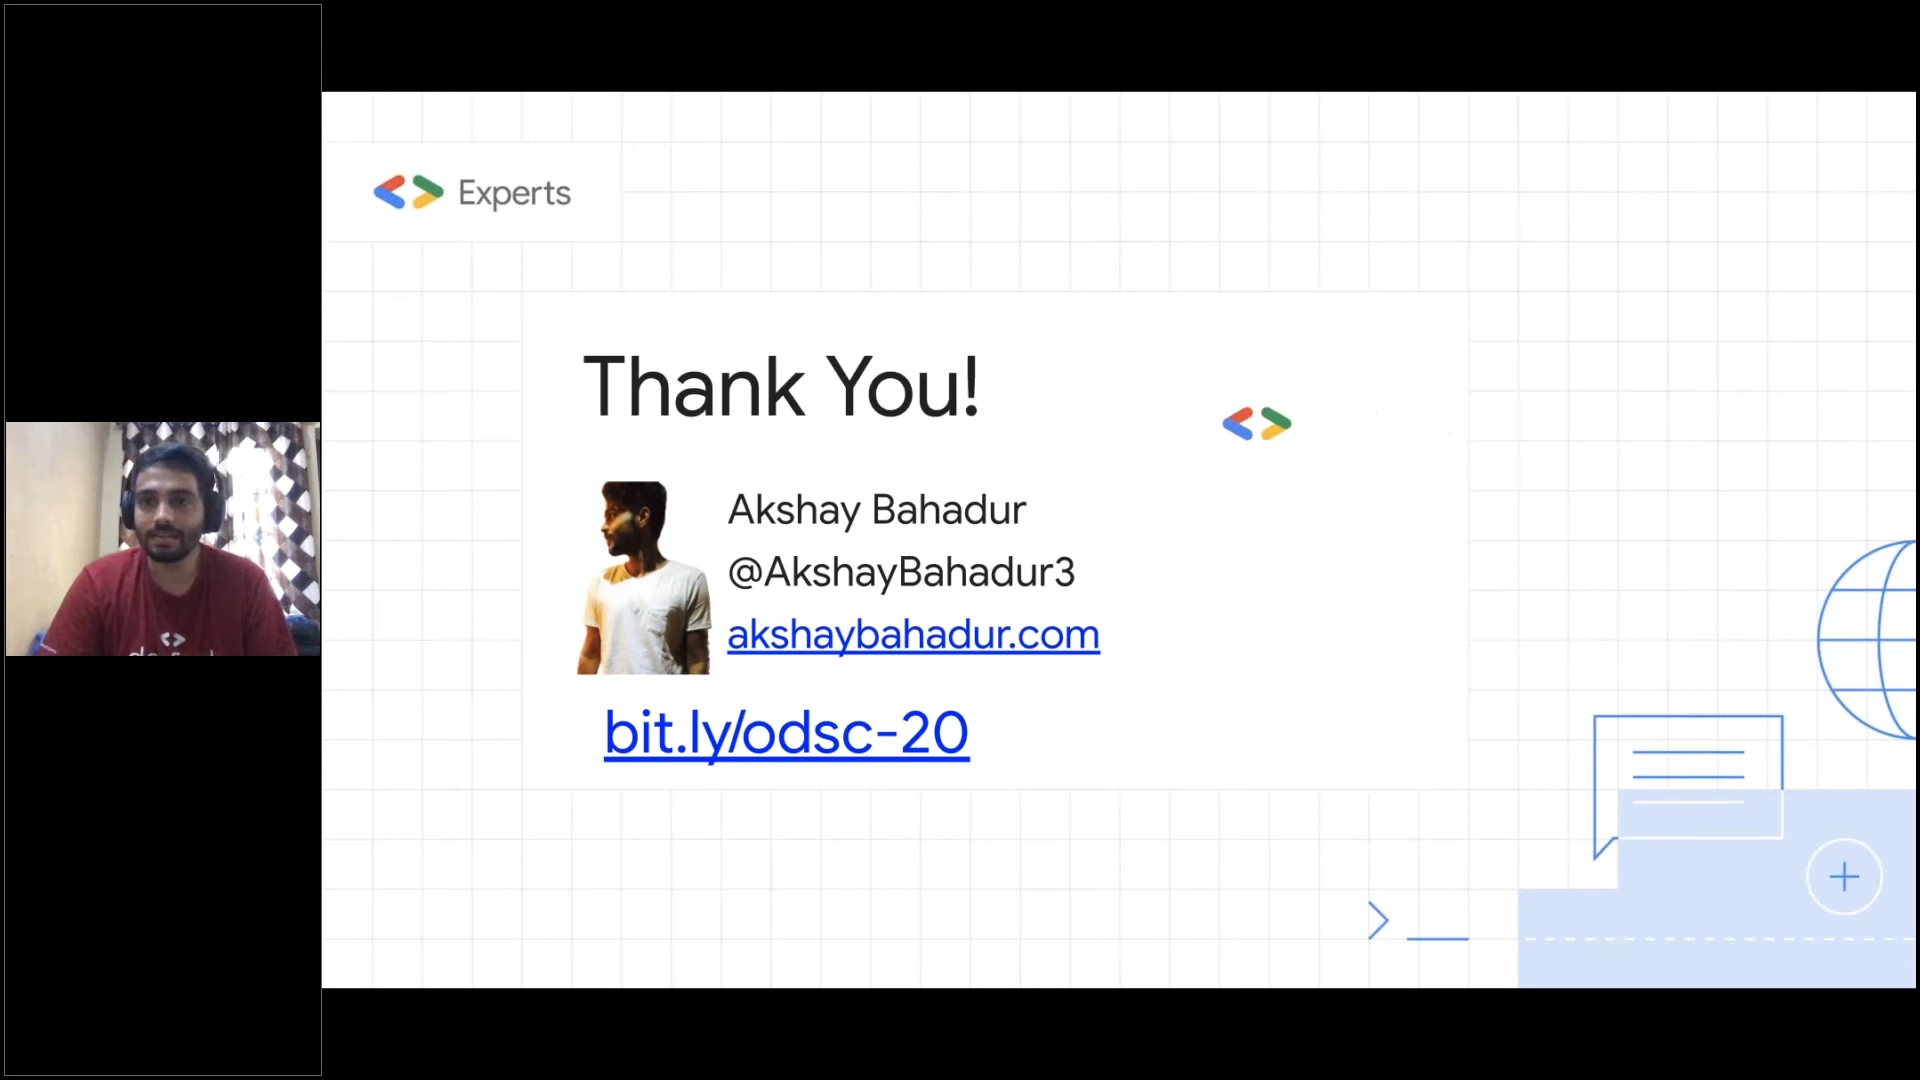 Experts
Thank You!
Akshay Bahadur
@AkshayBahadur3
akshaybahadur.com
bit.ly/odsc-20